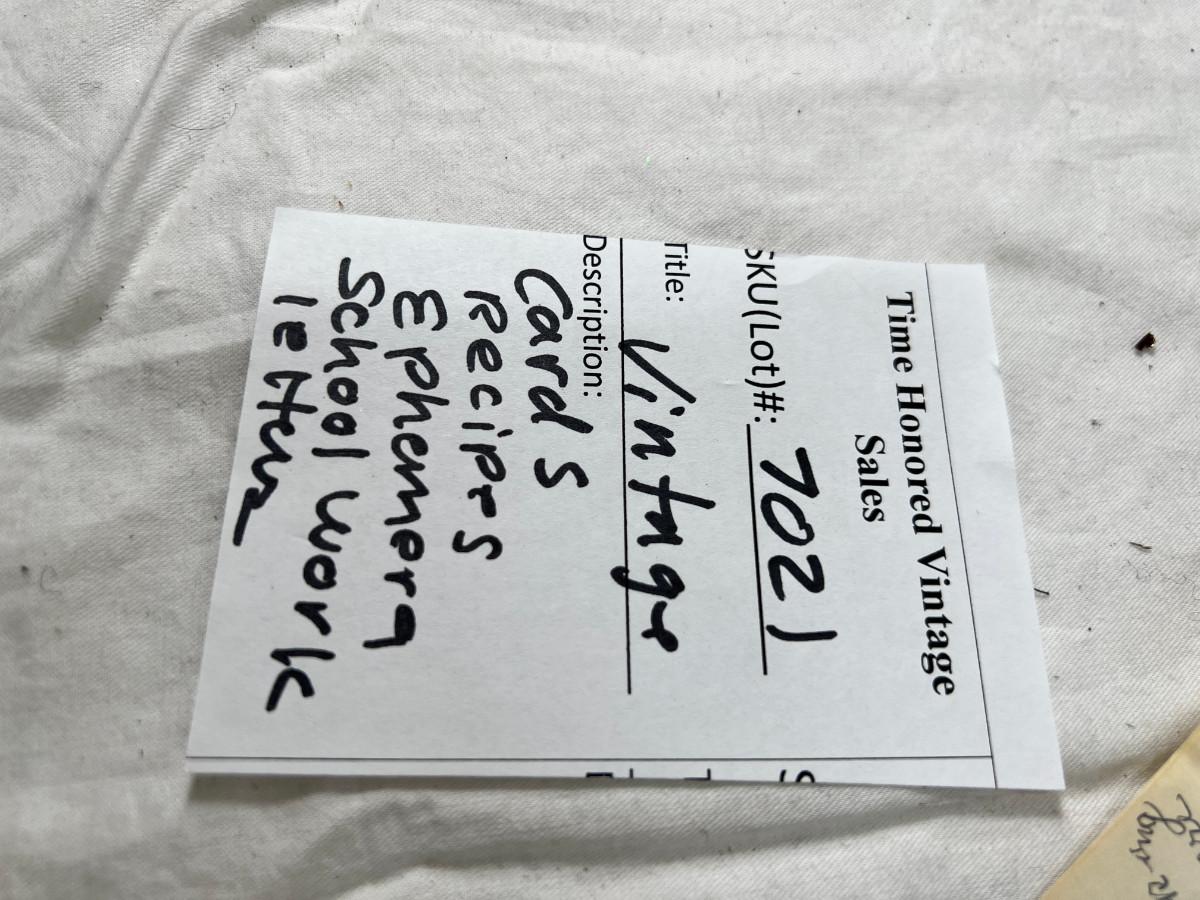 Time Honored Vintage
Sales
SKU(Lot)#: 7021
Title: Vintage
Description:
Cards
Recipes
Ephemera
School work
letters